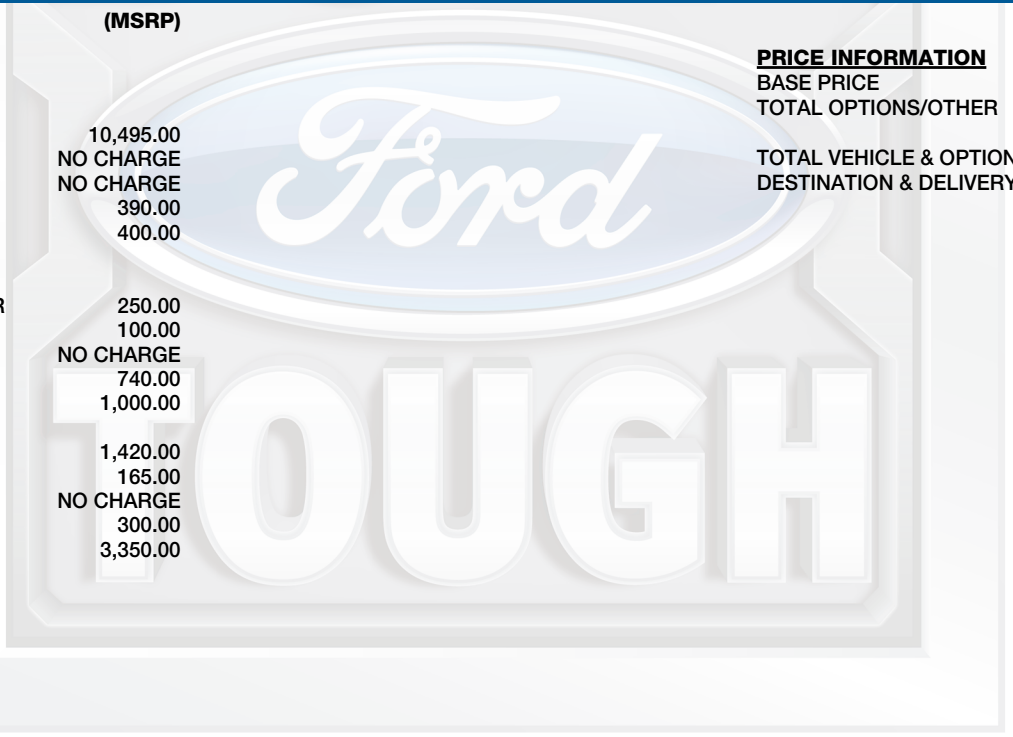 (MSRP)
10,495.00
NO CHARGE
NO CHARGE
390.00
400.00
R 250.00
100.00
NO CHARGE
740.00
1,000.00
1,420.00
165.00
NO CHARGE
300.00
3,350.00
PRICE INFORMATION
BASE PRICE
TOTAL OPTIONS/OTHER
TOTAL VEHICLE & OPTION
DESTINATION & DELIVERY
Ford
TOUGH